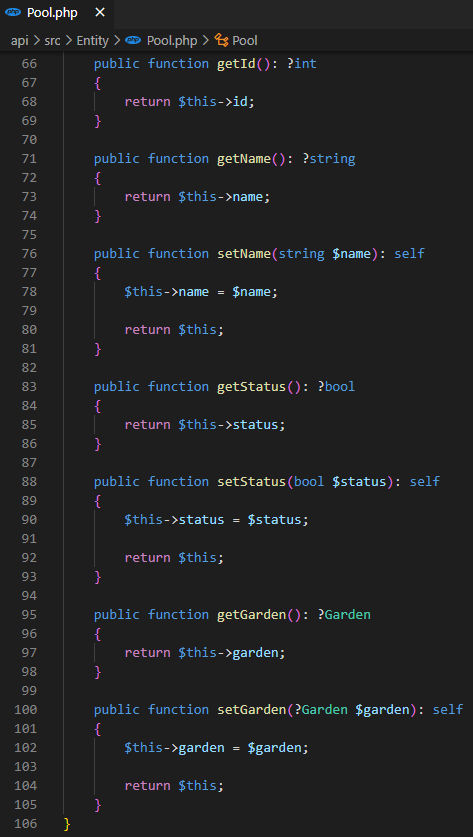 Pool.php ×
api > src > Entity > Pool.php > Pool
66 public function getId(): ?int
67 {
68 return $this->id;
69 }
70
71 public function getName(): ?string
72 {
73 return $this->name;
74 }
75
76 public function setName(string $name): self
77 {
78 $this->name = $name;
79
80 return $this;
81 }
82
83 public function getStatus(): ?bool
84 {
85 return $this->status;
86 }
87
88 public function setStatus(bool $status): self
89 {
90 $this->status = $status;
91
92 return $this;
93 }
94
95 public function getGarden(): ?Garden
96 {
97 return $this->garden;
98 }
99
100 public function setGarden(?Garden $garden): self
101 {
102 $this->garden = $garden;
103
104 return $this;
105 }
106 }